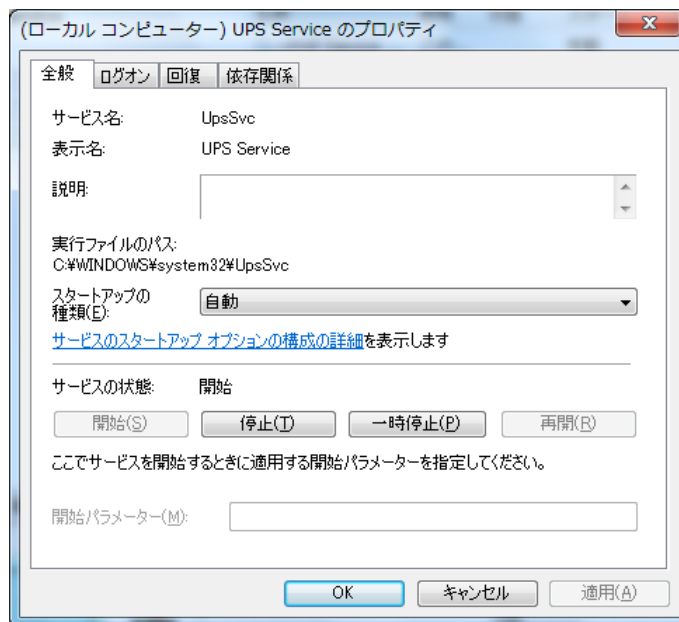 (ローカル コンピューター) UPS Service のプロパティ
全般 ログオン 回復 依存関係
サービス名: UpsSvc
表示名: UPS Service
説明:
実行ファイルのパス:
C:¥WINDOWS¥system32¥UpsSvc
スタートアップの
種類(E): 自動
サービスのスタートアップ オプションの構成の詳細を表示します
サービスの状態: 開始
開始(S) 停止(T) 一時停止(P) 再開(R)
ここでサービスを開始するときに適用する開始パラメーターを指定してください。
開始パラメーター(M):
OK キャンセル 適用(A)